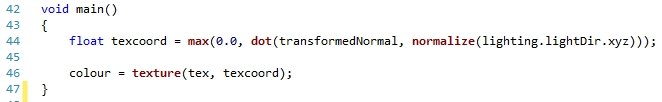 42 void main()
43 {
44 float texcoord = max(0.0, dot(transformedNormal, normalize(lighting.lightDir.xyz)));
45
46 colour = texture(tex, texcoord);
47 }